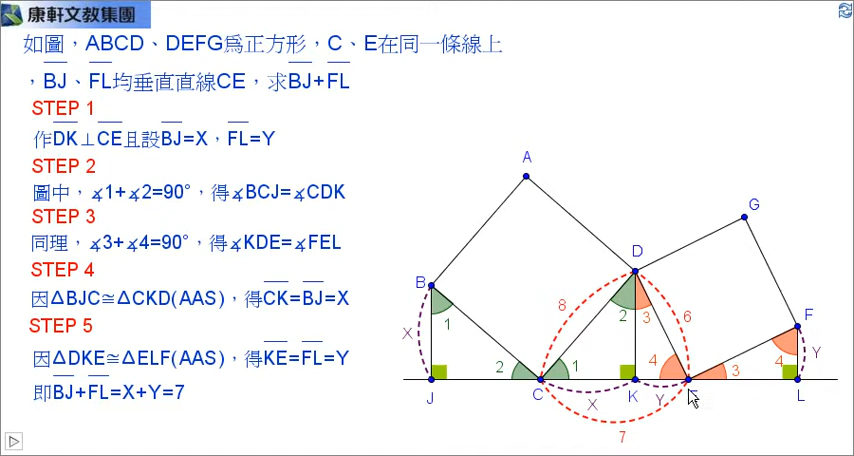 康軒文教集團
如圖，ABCD、DEFG為正方形，C、E在同一條線上
，BJ、FL均垂直直線CE，求BJ+FL
STEP 1
作DK⊥CE且設BJ=X，FL=Y
STEP 2
圖中，∡1+∡2=90°，得∡BCJ=∡CDK
STEP 3
同理，∡3+∡4=90°，得∡KDE=∡FEL
STEP 4
因ΔBJC≅ΔCKD(AAS)，得CK=BJ=X
STEP 5
因ΔDKE≅ΔELF(AAS)，得KE=FL=Y
即BJ+FL=X+Y=7
A
G
D
B
8
2
3
6
F
X
1
4
Y
2
1
4
3
J
C
X
K
Y
L
7